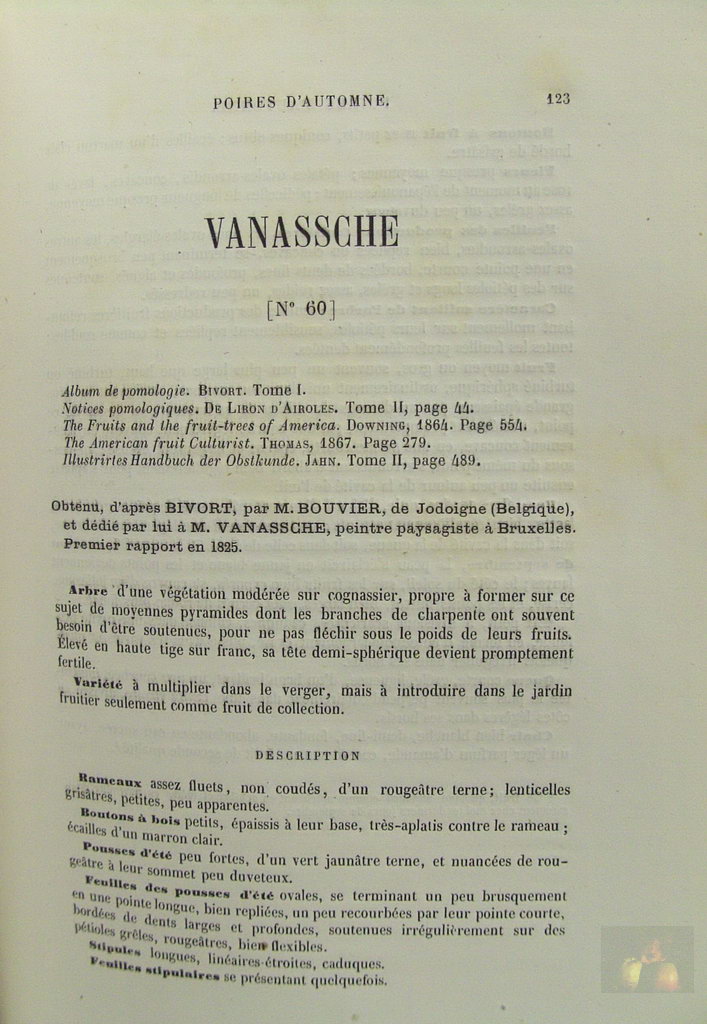 POIRES D'AUTOMNE.
123
VANASSCHE
[N° 60]
Album de pomologie. BIVORT. Tome I.
Notices pomologiques. DE LIRON D'AIROLES. Tome II, page 44.
The Fruits and the fruit-trees of America. DOWNING, 1864. Page 554.
The American fruit Culturist. THOMAS, 1867. Page 279.
Illustrirtes Handbuch der Obstkunde. JAHN. Tome II, page 489.
Obtenu, d'après BIVORT, par M. BOUVIER, de Jodoigne (Belgique),
et dédié par lui à M. VANASSCHE, peintre paysagiste à Bruxelles.
Premier rapport en 1825.
Arbre d'une végétation modérée sur cognassier, propre à former sur ce
sujet de moyennes pyramides dont les branches de charpente ont souvent
besoin d'être soutenues, pour ne pas fléchir sous le poids de leurs fruits.
Élevé en haute tige sur franc, sa tête demi-sphérique devient promptement
fertile.
Variété à multiplier dans le verger, mais à introduire dans le jardin
fruitier seulement comme fruit de collection.
DESCRIPTION
Rameaux assez fluets, non coudés, d'un rougeâtre terne; lenticelles
grisâtres, petites, peu apparentes.
Boutons à bois petits, épaissis à leur base, très-aplatis contre le rameau;
écailles d'un marron clair.
Pousses d'été peu fortes, d'un vert jaunâtre terne, et nuancées de rou-
geâtre à leur sommet peu duveteux.
Feuilles des pousses d'été ovales, se terminant un peu brusquement
en une pointe longue, bien repliées, un peu recourbées par leur pointe courte,
bordées de dents larges et profondes, soutenues irrégulièrement sur des
pétioles grêles, rougeâtres, bien flexibles.
Stipules longues, linéaires-étroites, caduques.
Feuilles stipulaires se présentant quelquefois.